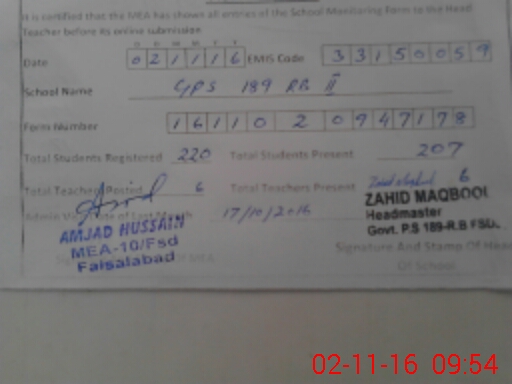 It is certified that the MEA has shown all entries of the School Monitoring Form to the Head
Teacher before its online submission
D D M M Y Y
Date 0 2 1 1 1 6 EMIS Code 3 3 1 5 0 0 5 9
School Name GPS 189 RB II
Form Number 1 6 1 1 0 2 0 9 4 7 1 7 8
Total Students Registered 220 Total Students Present 207
Total Teachers Posted 6 Total Teachers Present 6
Admin Visit Date of Last Month 17/10/2016
AMJAD HUSSAIN
MEA-10/Fsd
Faisalabad
ZAHID MAQBOOL
Headmaster
Govt. P.S 189-R.B FSD.
Signature And Stamp Of Head
Of School
02-11-16 09:54